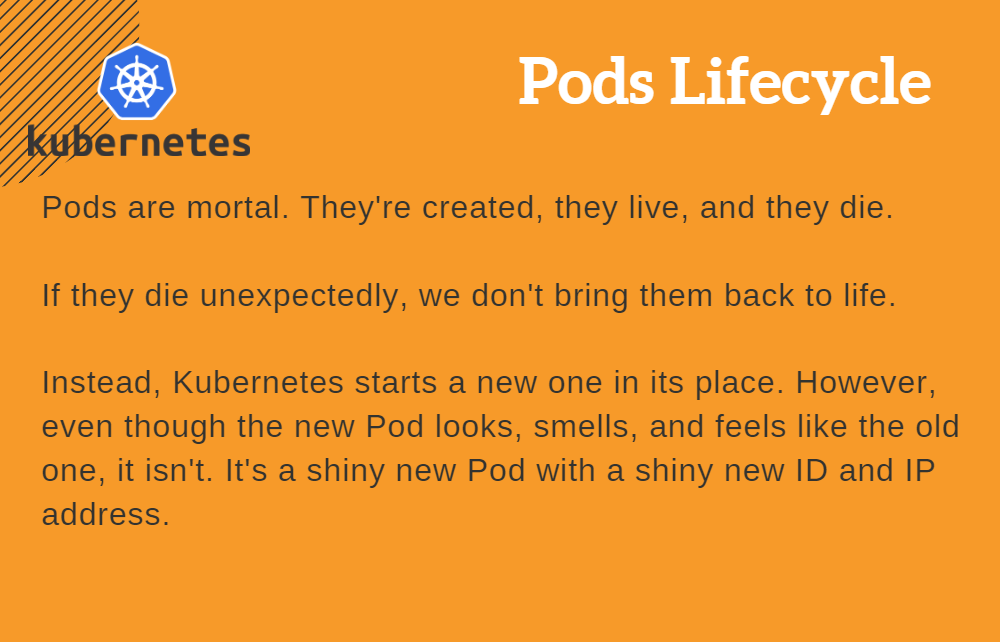 Pods Lifecycle
kubernetes
Pods are mortal. They're created, they live, and they die.
If they die unexpectedly, we don't bring them back to life.
Instead, Kubernetes starts a new one in its place. However,
even though the new Pod looks, smells, and feels like the old
one, it isn't. It's a shiny new Pod with a shiny new ID and IP
address.